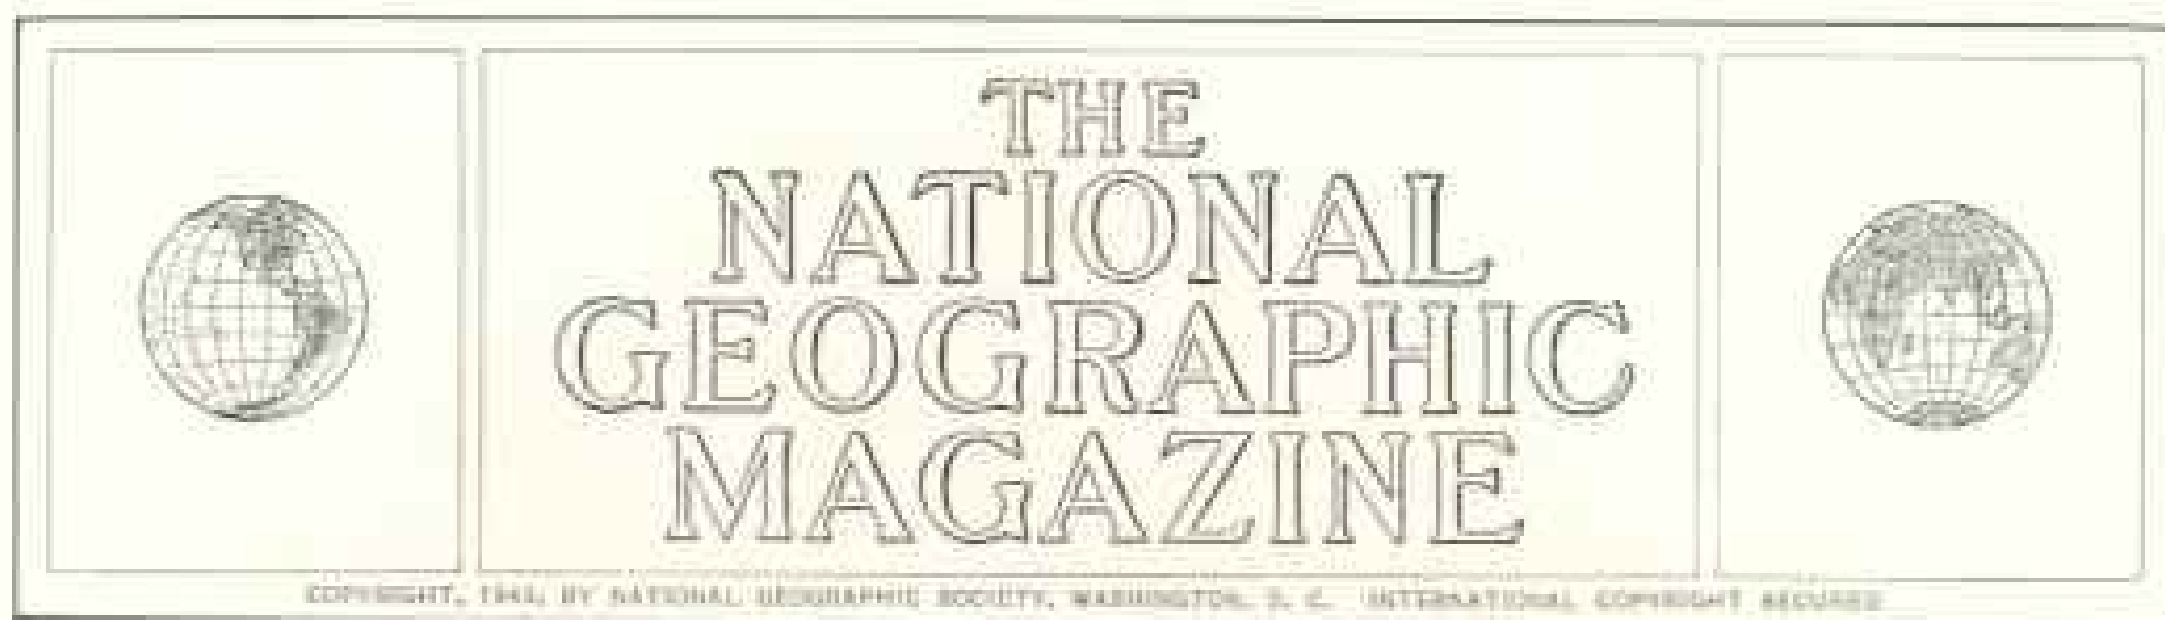 THE
NATIONAL
GEOGRAPHIC
MAGAZINE
COPYRIGHT, BY NATIONAL GEOGRAPHIC SOCIETY, WASHINGTON, D. C. INTERNATIONAL COPYRIGHT SECURED